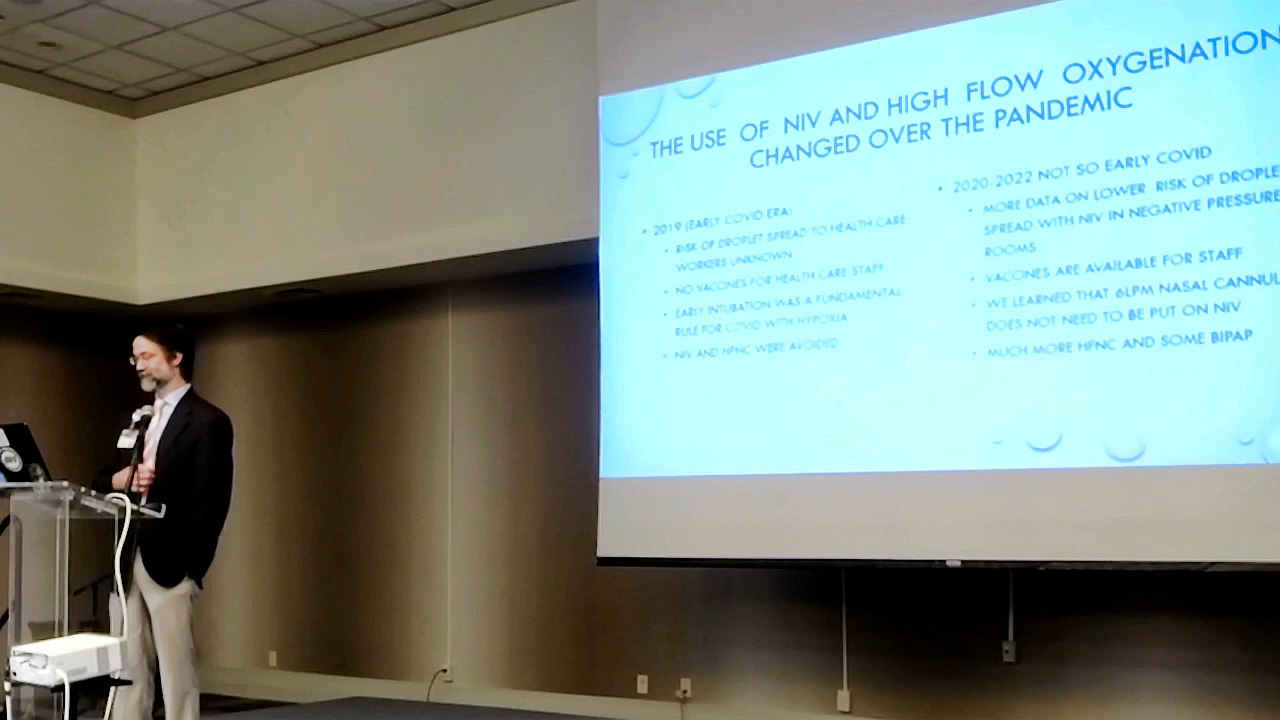 THE USE OF NIV AND HIGH FLOW OXYGENATION
CHANGED OVER THE PANDEMIC
• 2019 (EARLY COVID ERA)
• RISK OF DROPLET SPREAD TO HEALTH CARE
WORKERS UNKNOWN
• NO VACCINES FOR HEALTH CARE STAFF
• EARLY INTUBATION WAS A FUNDAMENTAL
RULE FOR COVID WITH HYPOXIA
• NIV AND HFNC WERE AVOIDED
• 2020-2022 NOT SO EARLY COVID
• MORE DATA ON LOWER RISK OF DROPLE
SPREAD WITH NIV IN NEGATIVE PRESSURE
ROOMS
• VACCINES ARE AVAILABLE FOR STAFF
• WE LEARNED THAT 6LPM NASAL CANNUL
DOES NOT NEED TO BE PUT ON NIV
• MUCH MORE HFNC AND SOME BIPAP